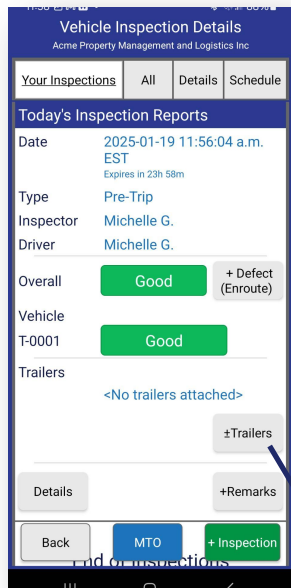 Vehicle Inspection Details
Acme Property Management and Logistics Inc
Your Inspections All Details Schedule
Today's Inspection Reports
Date 2025-01-19 11:56:04 a.m.
EST
Expires in 23h 58m
Type Pre-Trip
Inspector Michelle G.
Driver Michelle G.
Overall Good + Defect
(Enroute)
Vehicle
T-0001 Good
Trailers
<No trailers attached>
±Trailers
Details +Remarks
Back MTO + Inspection
End of Inspections